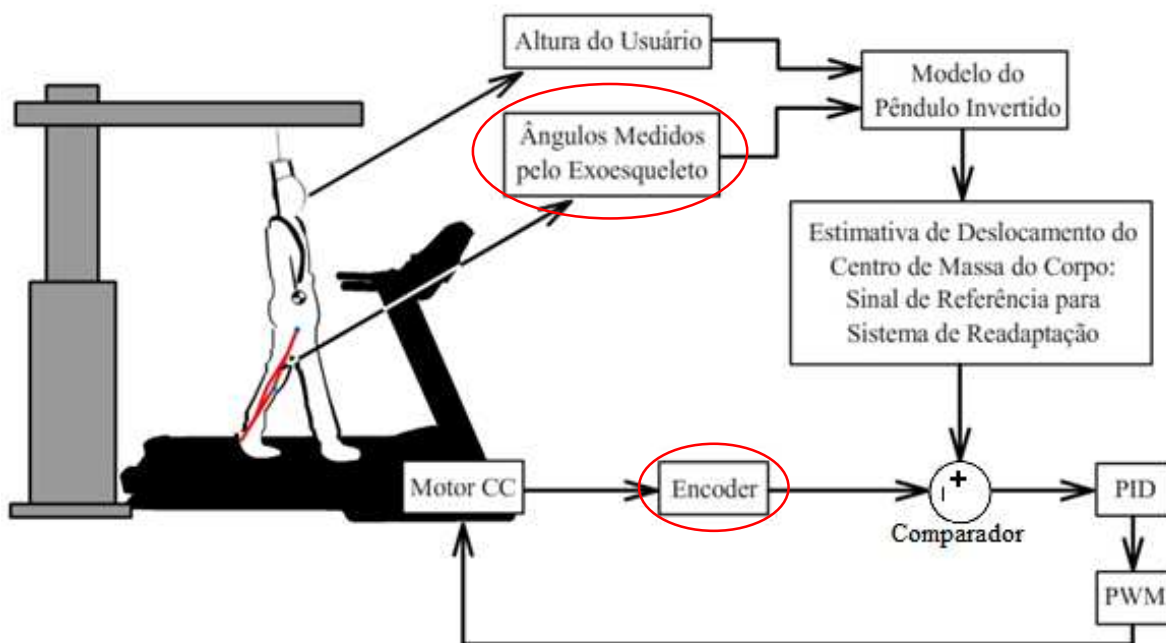 Altura do Usuário
Ângulos Medidos
pelo Exoesqueleto
Modelo do
Pêndulo Invertido
Estimativa de Deslocamento do
Centro de Massa do Corpo:
Sinal de Referência para
Sistema de Readaptação
Motor CC
Encoder
+
Comparador
PID
PWM